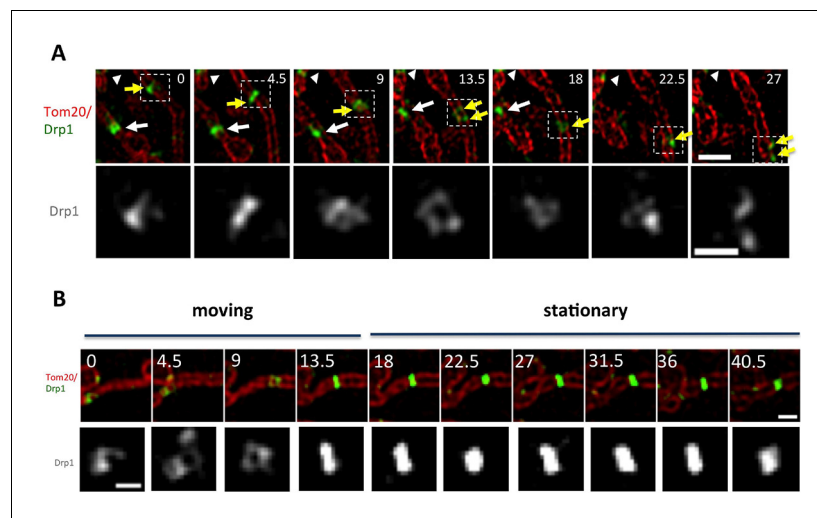 A
0 4.5 9 13.5 18 22.5 27
Tom20/
Drp1
Drp1
B
moving stationary
0 4.5 9 13.5 18 22.5 27 31.5 36 40.5
Tom20/
Drp1
Drp1